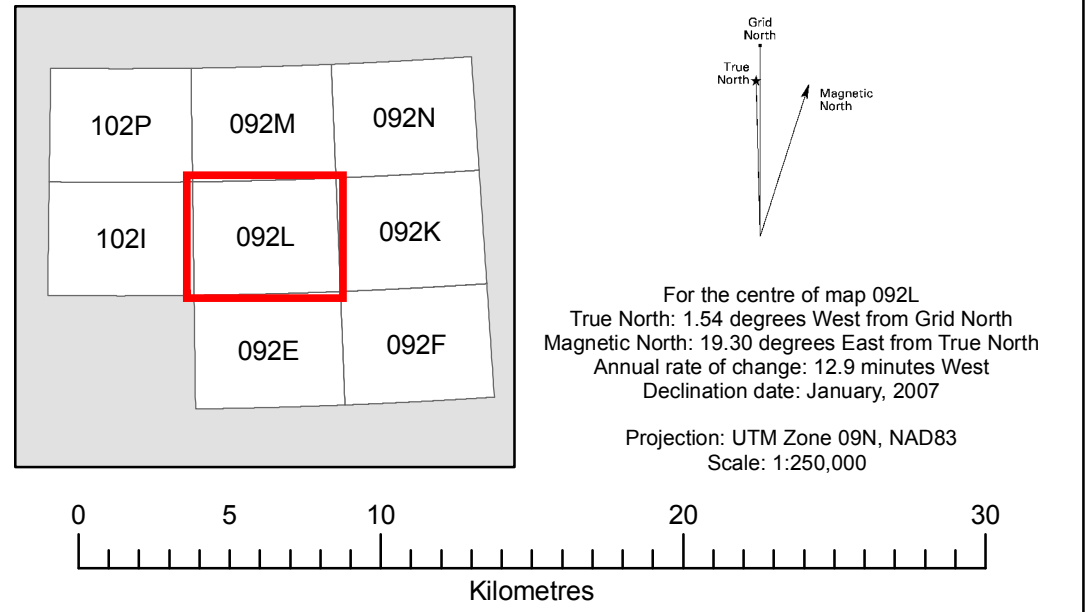 102P
092M
092N
102I
092L
092K
092E
092F
Grid
North
True
North
Magnetic
North
For the centre of map 092L
True North: 1.54 degrees West from Grid North
Magnetic North: 19.30 degrees East from True North
Annual rate of change: 12.9 minutes West
Declination date: January, 2007
Projection: UTM Zone 09N, NAD83
Scale: 1:250,000
0 5 10 20 30
Kilometres